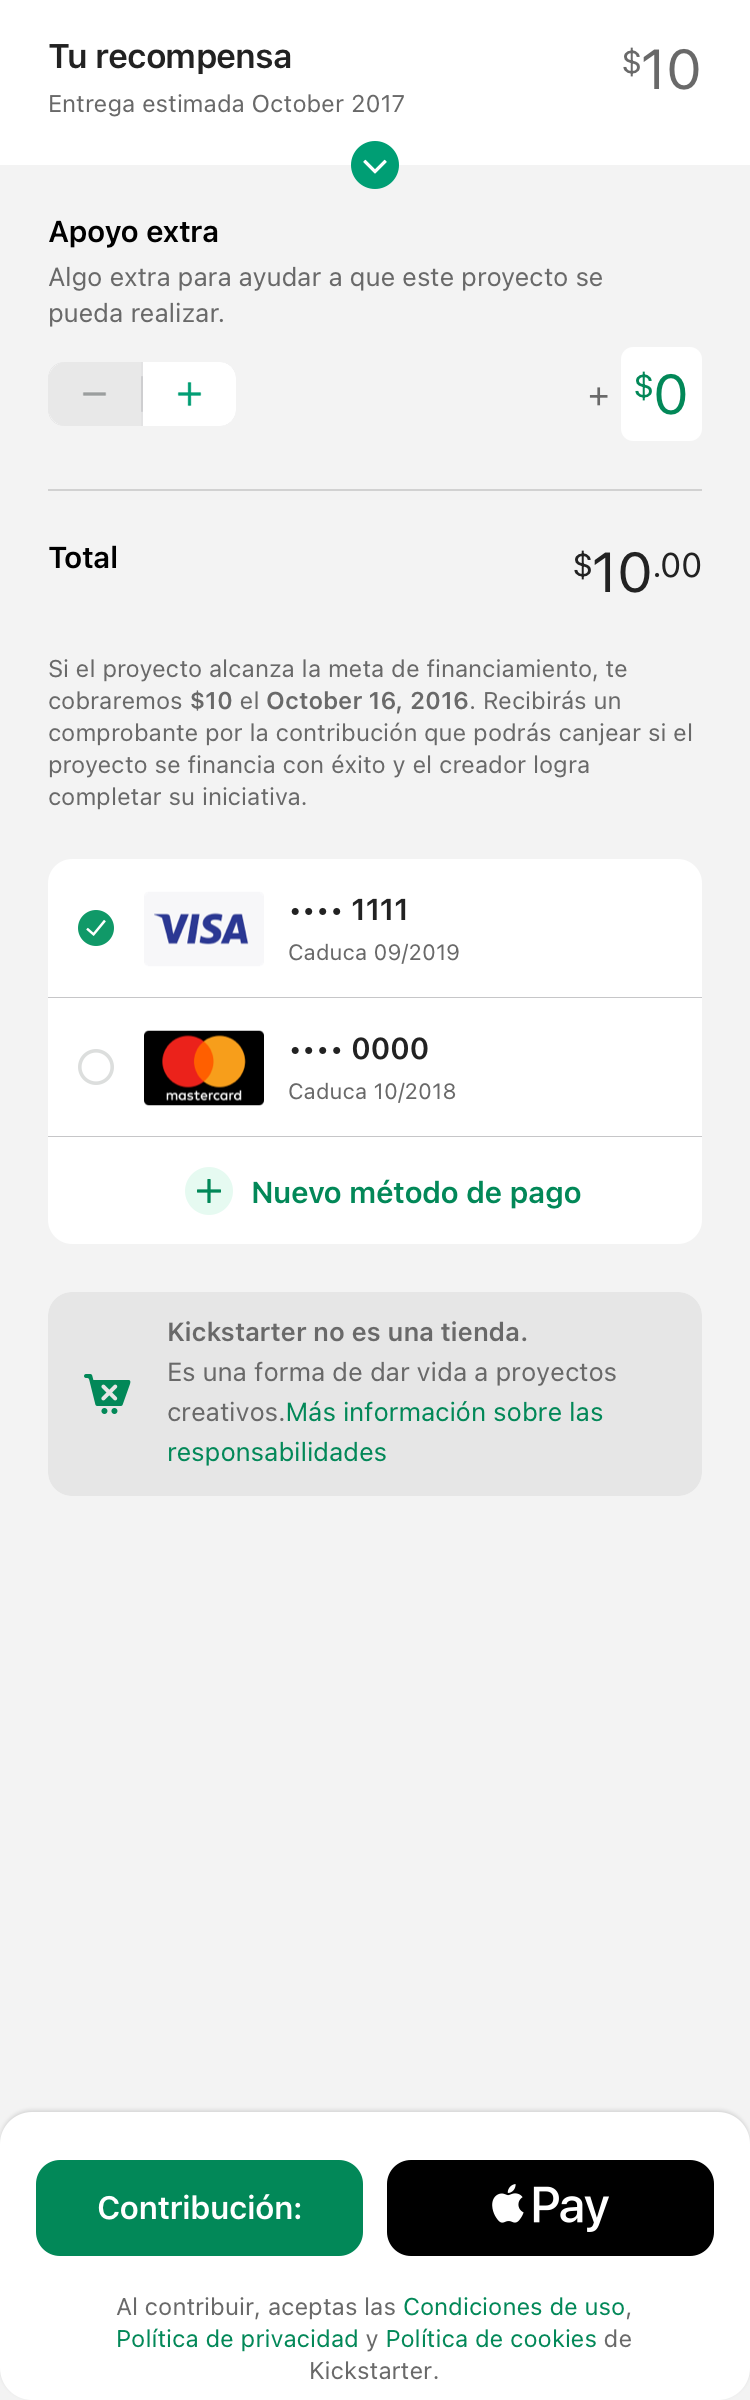 Tu recompensa
$10
Entrega estimada October 2017
Apoyo extra
Algo extra para ayudar a que este proyecto se
pueda realizar.
− +
+ $0
Total
$10.00
Si el proyecto alcanza la meta de financiamiento, te
cobraremos $10 el October 16, 2016. Recibirás un
comprobante por la contribución que podrás canjear si el
proyecto se financia con éxito y el creador logra
completar su iniciativa.
VISA
•••• 1111
Caduca 09/2019
mastercard
•••• 0000
Caduca 10/2018
+ Nuevo método de pago
Kickstarter no es una tienda.
Es una forma de dar vida a proyectos
creativos.Más información sobre las
responsabilidades
Contribución:
Pay
Al contribuir, aceptas las Condiciones de uso,
Política de privacidad y Política de cookies de
Kickstarter.